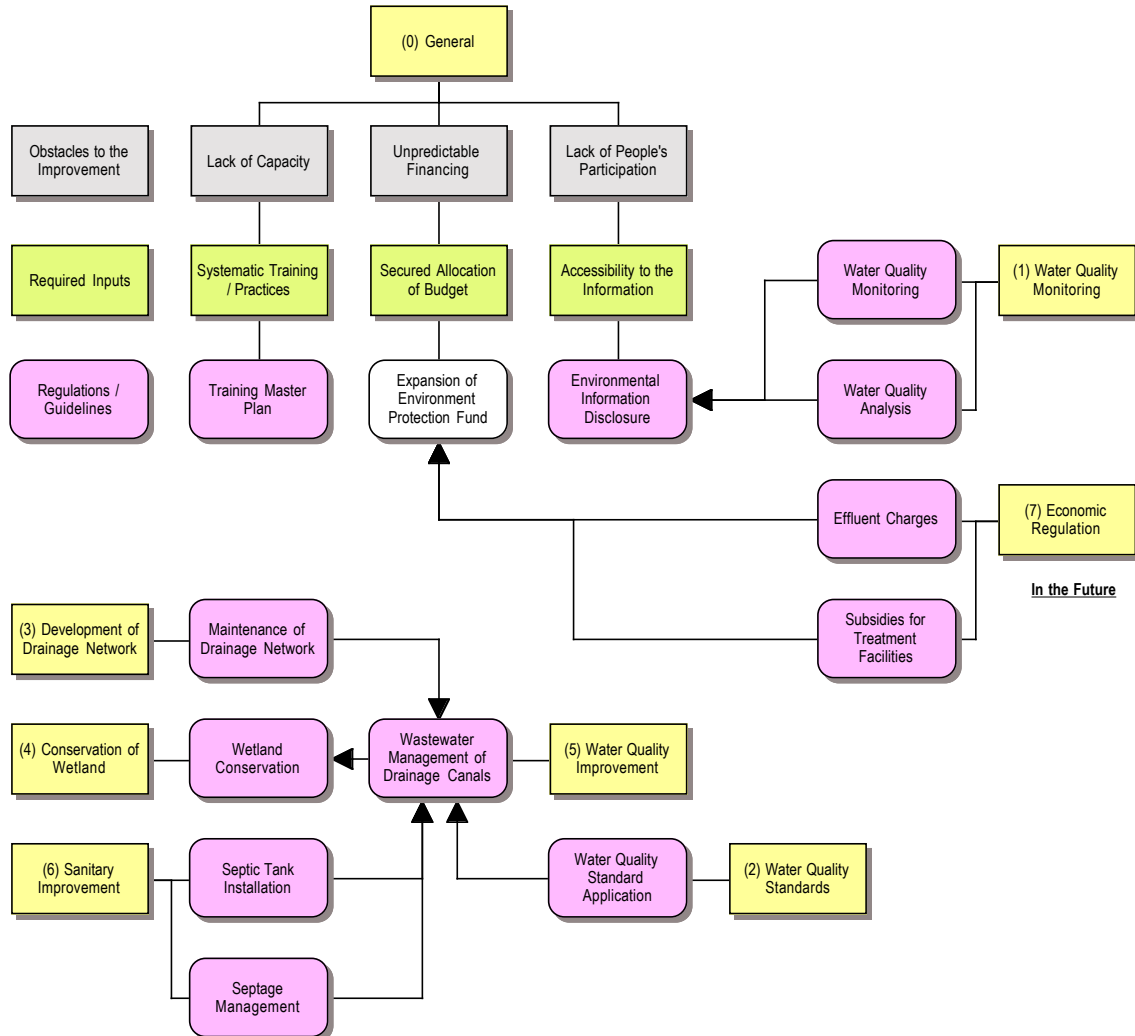 (0) General
Obstacles to the
Improvement
Lack of Capacity
Unpredictable
Financing
Lack of People's
Participation
Required Inputs
Systematic Training
/ Practices
Secured Allocation
of Budget
Accessibility to the
Information
Water Quality
Monitoring
(1) Water Quality
Monitoring
Regulations /
Guidelines
Training Master
Plan
Expansion of
Environment
Protection Fund
Environmental
Information
Disclosure
Water Quality
Analysis
Effluent Charges
(7) Economic
Regulation
In the Future
(3) Development of
Drainage Network
Maintenance of
Drainage Network
Subsidies for
Treatment
Facilities
(4) Conservation of
Wetland
Wetland
Conservation
Wastewater
Management of
Drainage Canals
(5) Water Quality
Improvement
(6) Sanitary
Improvement
Septic Tank
Installation
Water Quality
Standard
Application
(2) Water Quality
Standards
Septage
Management